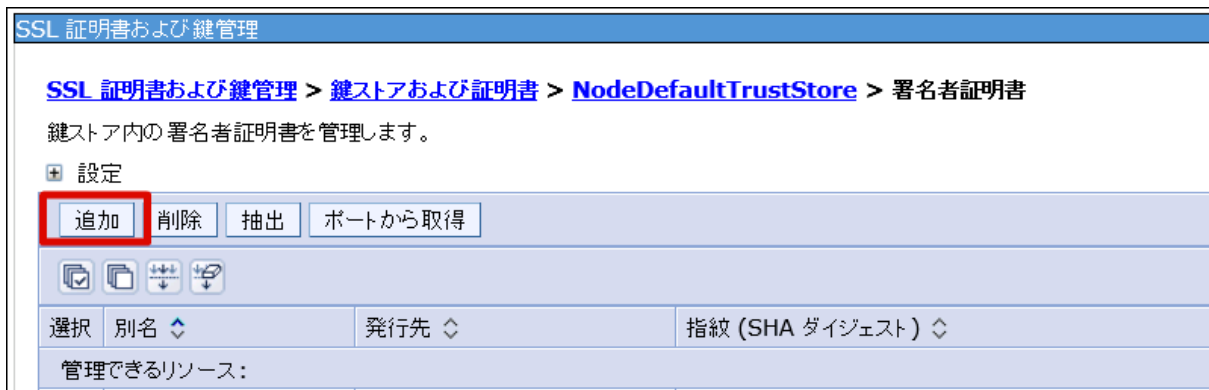 SSL 証明書および鍵管理
SSL 証明書および鍵管理 > 鍵ストアおよび証明書 > NodeDefaultTrustStore > 署名者証明書
鍵ストア内の署名者証明書を管理します。
設定
追加 削除 抽出 ポートから取得
選択 別名 発行先 指紋 (SHA ダイジェスト)
管理できるリソース: